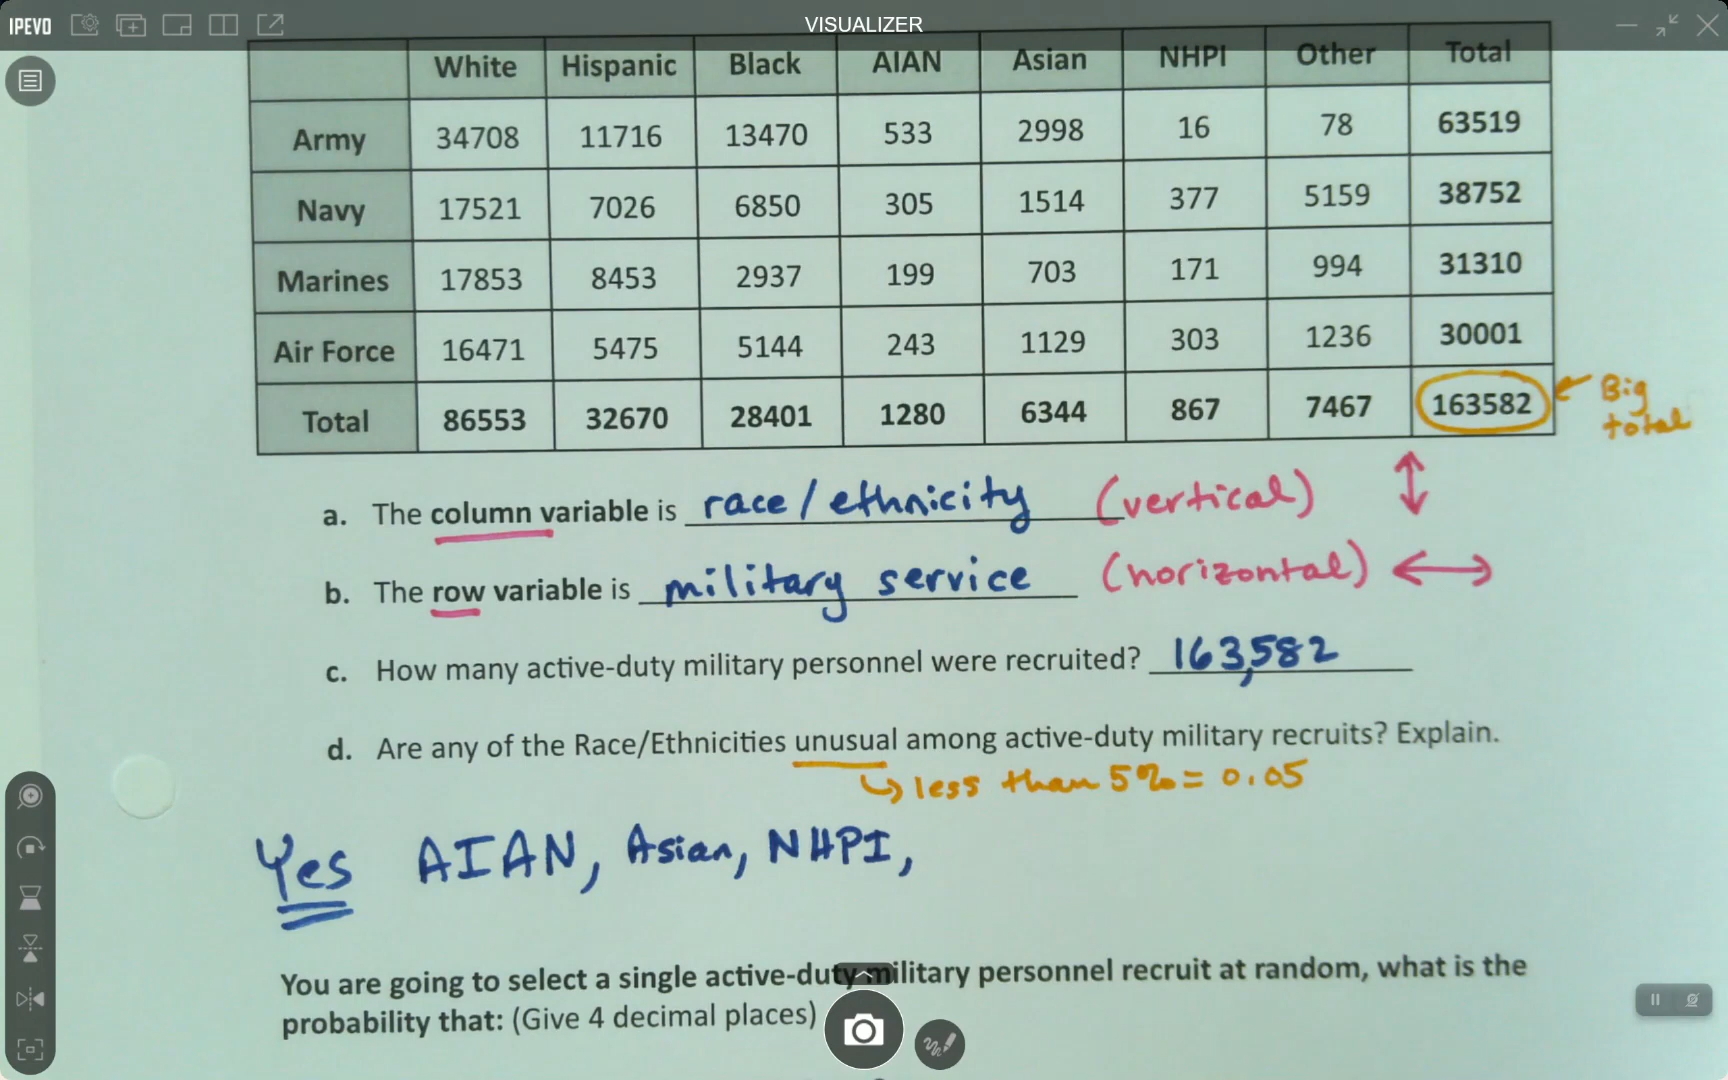 IPEVO VISUALIZER
White Hispanic Black AIAN Asian NHPI Other Total
Army 34708 11716 13470 533 2998 16 78 63519
Navy 17521 7026 6850 305 1514 377 5159 38752
Marines 17853 8453 2937 199 703 171 994 31310
Air Force 16471 5475 5144 243 1129 303 1236 30001
Total 86553 32670 28401 1280 6344 867 7467 163582 Big total
a. The column variable is race/ethnicity (vertical)
b. The row variable is military service (horizontal)
c. How many active-duty military personnel were recruited? 163,582
d. Are any of the Race/Ethnicities unusual among active-duty military recruits? Explain.
less than 5% = 0.05
Yes AIAN, Asian, NHPI,
You are going to select a single active-duty military personnel recruit at random, what is the
probability that: (Give 4 decimal places)